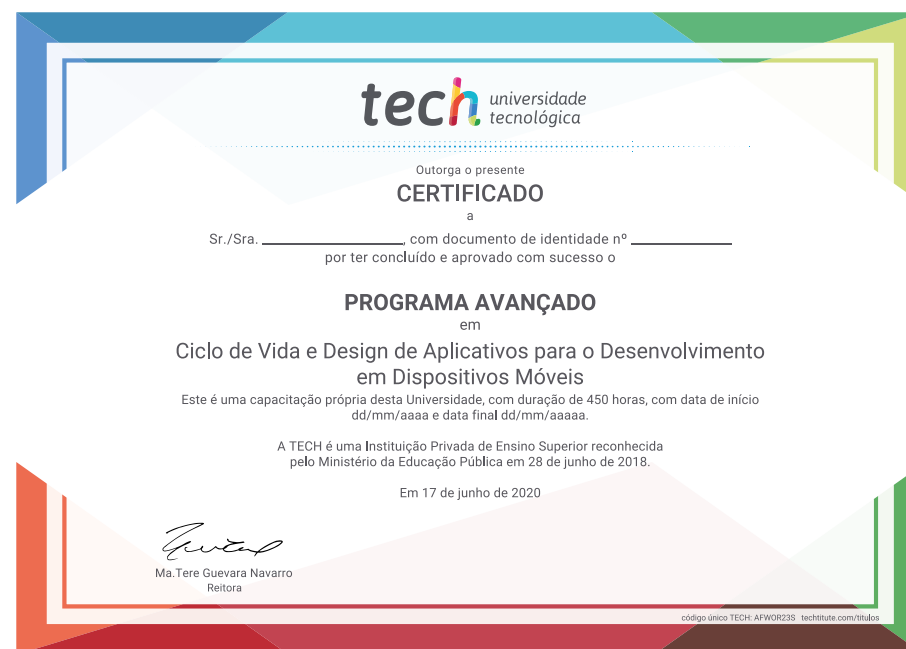 tech universidade
tecnológica
Outorga o presente
CERTIFICADO
a
Sr./Sra. ____________, com documento de identidade nº ____________
por ter concluído e aprovado com sucesso o
PROGRAMA AVANÇADO
em
Ciclo de Vida e Design de Aplicativos para o Desenvolvimento
em Dispositivos Móveis
Este é uma capacitação própria desta Universidade, com duração de 450 horas, com data de início
dd/mm/aaaa e data final dd/mm/aaaaa.
A TECH é uma Instituição Privada de Ensino Superior reconhecida
pelo Ministério da Educação Pública em 28 de junho de 2018.
Em 17 de junho de 2020
Ma.Tere Guevara Navarro
Reitora
código único TECH: AFWOR23S techtitute.com/titulos